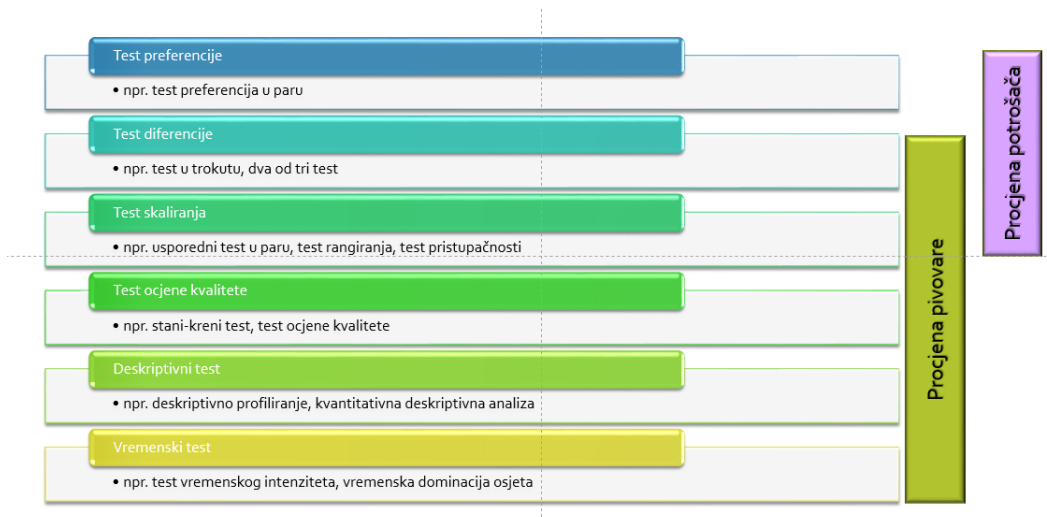 Test preferencije
• npr. test preferencija u paru
Test diferencije
• npr. test u trokutu, dva od tri test
Test skaliranja
• npr. usporedni test u paru, test rangiranja, test pristupačnosti
Test ocjene kvalitete
• npr. stani-kreni test, test ocjene kvalitete
Deskriptivni test
• npr. deskriptivno profiliranje, kvantitativna deskriptivna analiza
Vremenski test
• npr. test vremenskog intenziteta, vremenska dominacija osjeta
Procjena pivovare
Procjena potrošača